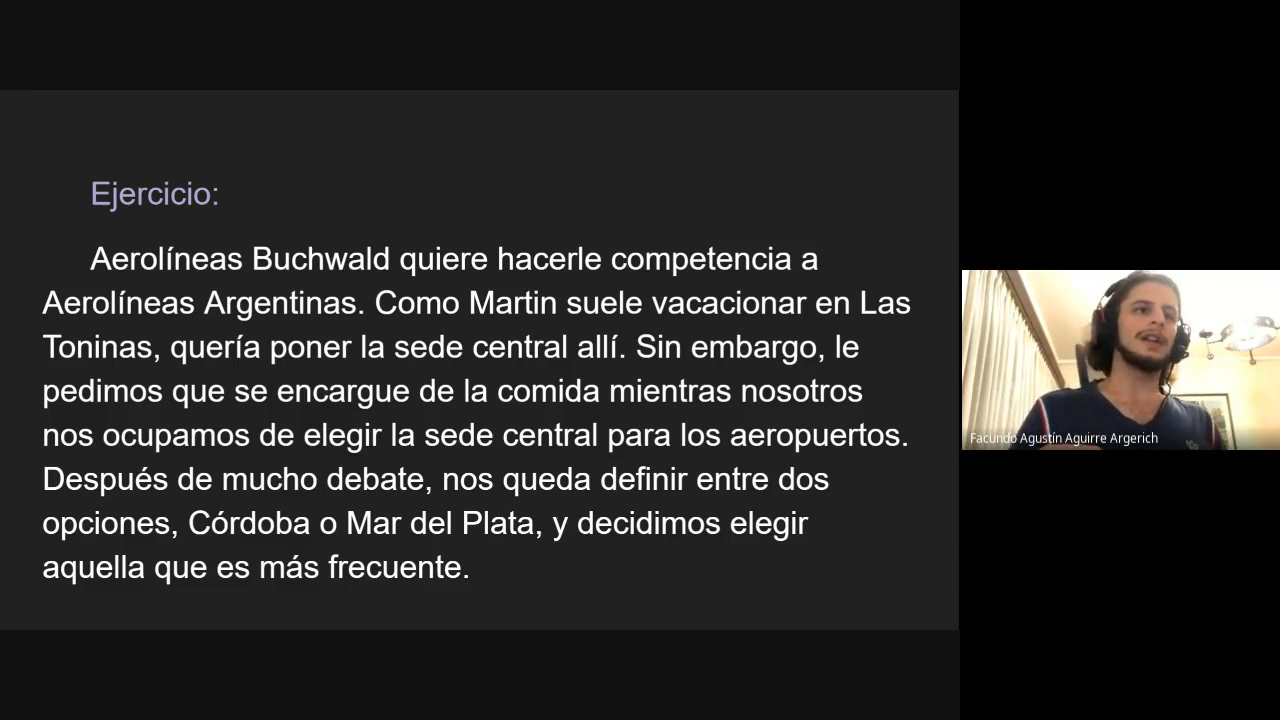 Ejercicio:
Aerolíneas Buchwald quiere hacerle competencia a
Aerolíneas Argentinas. Como Martin suele vacacionar en Las
Toninas, quería poner la sede central allí. Sin embargo, le
pedimos que se encargue de la comida mientras nosotros
nos ocupamos de elegir la sede central para los aeropuertos.
Después de mucho debate, nos queda definir entre dos
opciones, Córdoba o Mar del Plata, y decidimos elegir
aquella que es más frecuente.
Facundo Agustín Aguirre Argerich